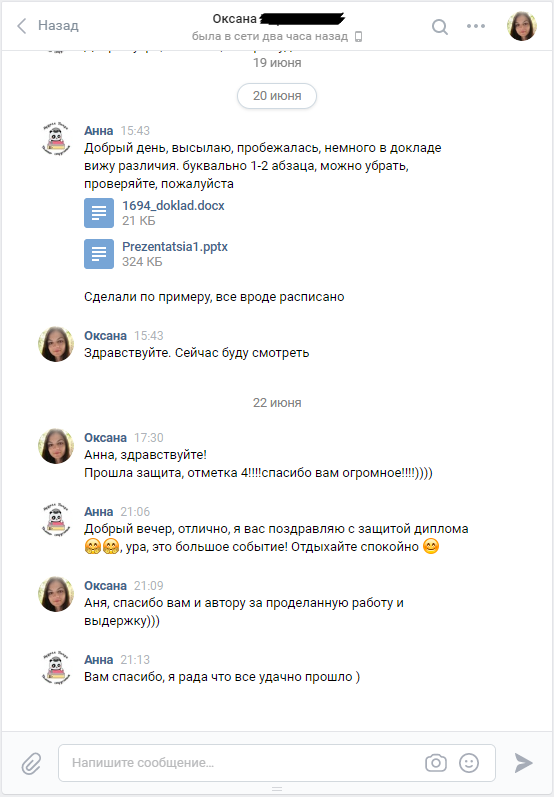 Назад
Оксана
была в сети два часа назад
19 июня
20 июня
Анна 15:43
Добрый день, высылаю, пробежалась, немного в докладе
вижу различия. буквально 1-2 абзаца, можно убрать,
проверяйте, пожалуйста
1694_doklad.docx
21 КБ
Prezentatsia1.pptx
324 КБ
Сделали по примеру, все вроде расписано
Оксана 15:43
Здравствуйте. Сейчас буду смотреть
22 июня
Оксана 17:30
Анна, здравствуйте!
Прошла защита, отметка 4!!!!спасибо вам огромное!!!!))))
Анна 21:06
Добрый вечер, отлично, я вас поздравляю с защитой диплома
🤗🤗, ура, это большое событие! Отдыхайте спокойно 😊
Оксана 21:09
Аня, спасибо вам и автору за проделанную работу и
выдержку)))
Анна 21:13
Вам спасибо, я рада что все удачно прошло )
Напишите сообщение...